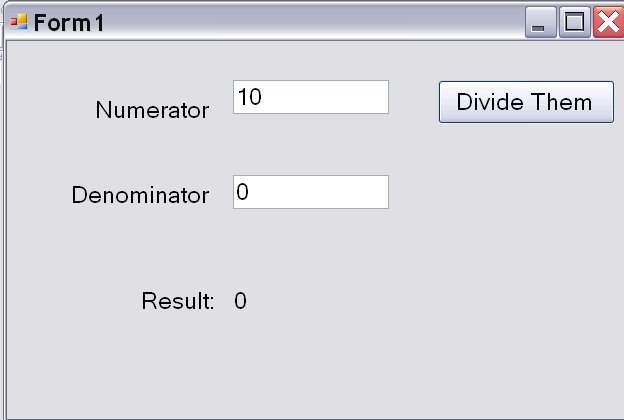 Form1
Numerator 10 Divide Them
Denominator 0
Result: 0